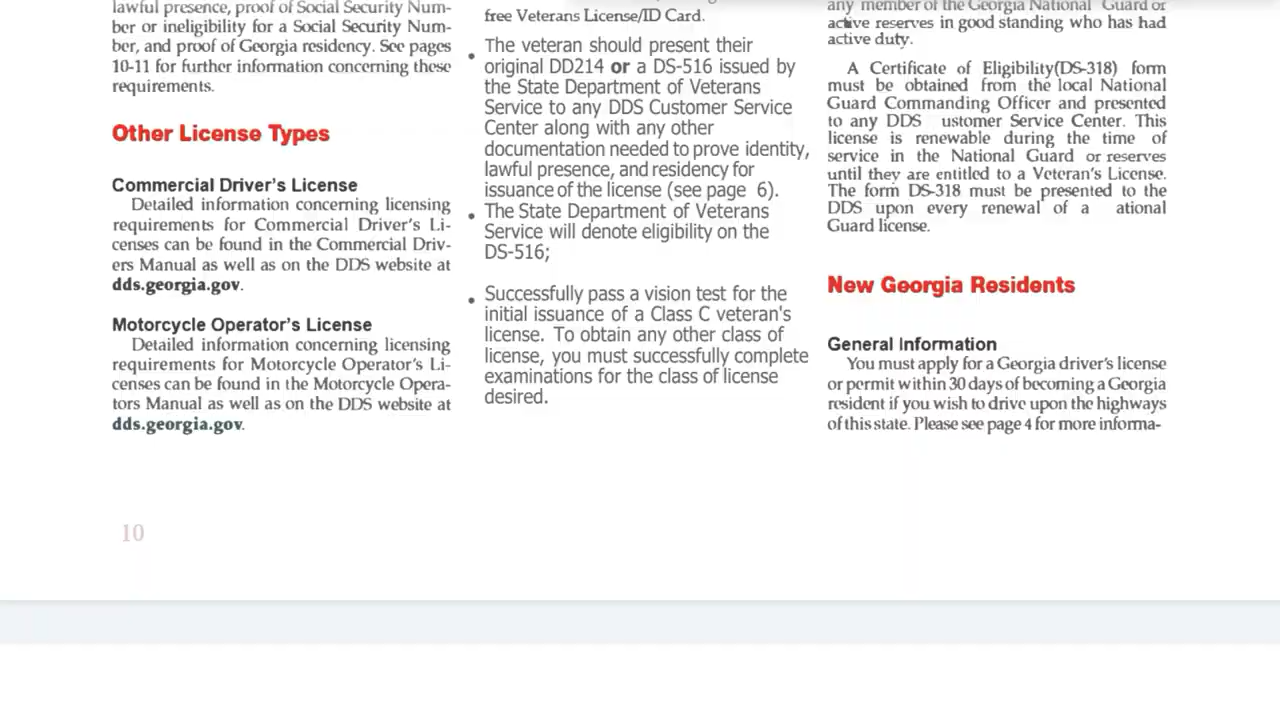 lawful presence, proof of Social Security Num-
ber or ineligibility for a Social Security Num-
ber, and proof of Georgia residency. See pages
10-11 for further information concerning these
requirements.
Other License Types
Commercial Driver's License
Detailed information concerning licensing
requirements for Commercial Driver's Li-
censes can be found in the Commercial Driv-
ers Manual as well as on the DDS website at
dds.georgia.gov.
Motorcycle Operator's License
Detailed information concerning licensing
requirements for Motorcycle Operator's Li-
censes can be found in the Motorcycle Opera-
tors Manual as well as on the DDS website at
dds.georgia.gov.
free Veterans License/ID Card.
• The veteran should present their
original DD214 or a DS-516 issued by
the State Department of Veterans
Service to any DDS Customer Service
Center along with any other
documentation needed to prove identity,
lawful presence, and residency for
issuance of the license (see page 6).
• The State Department of Veterans
Service will denote eligibility on the
DS-516;
• Successfully pass a vision test for the
initial issuance of a Class C veteran's
license. To obtain any other class of
license, you must successfully complete
examinations for the class of license
desired.
any member of the Georgia National Guard or
active reserves in good standing who has had
active duty.
A Certificate of Eligibility(DS-318) form
must be obtained from the local National
Guard Commanding Officer and presented
to any DDS ustomer Service Center. This
license is renewable during the time of
service in the National Guard or reserves
until they are entitled to a Veteran's License.
The form DS-318 must be presented to the
DDS upon every renewal of a ational
Guard license.
New Georgia Residents
General Information
You must apply for a Georgia driver's license
or permit within 30 days of becoming a Georgia
resident if you wish to drive upon the highways
of this state. Please see page 4 for more informa-
10